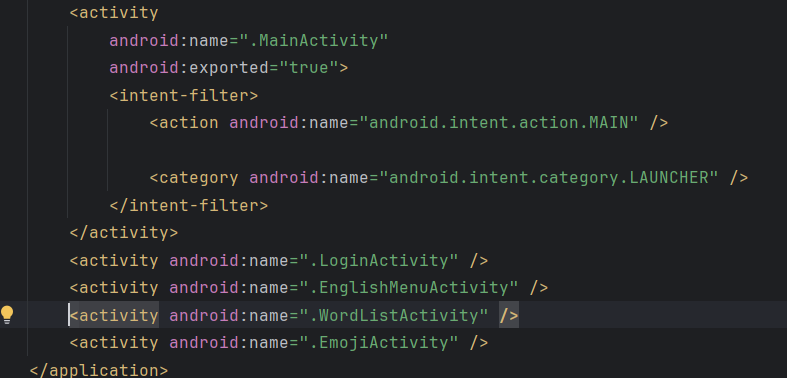 <activity
android:name=".MainActivity"
android:exported="true">
<intent-filter>
<action android:name="android.intent.action.MAIN" />
<category android:name="android.intent.category.LAUNCHER" />
</intent-filter>
</activity>
<activity android:name=".LoginActivity" />
<activity android:name=".EnglishMenuActivity" />
<activity android:name=".WordListActivity" />
<activity android:name=".EmojiActivity" />
</application>